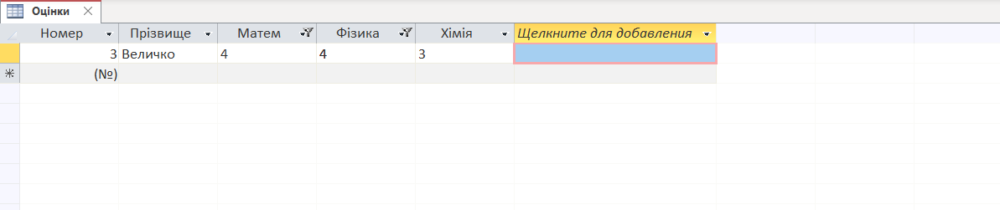 Оцінки
Номер Прізвище Матем Фізика Хімія Щелкните для добавления
3 Величко 4 4 3
(№)